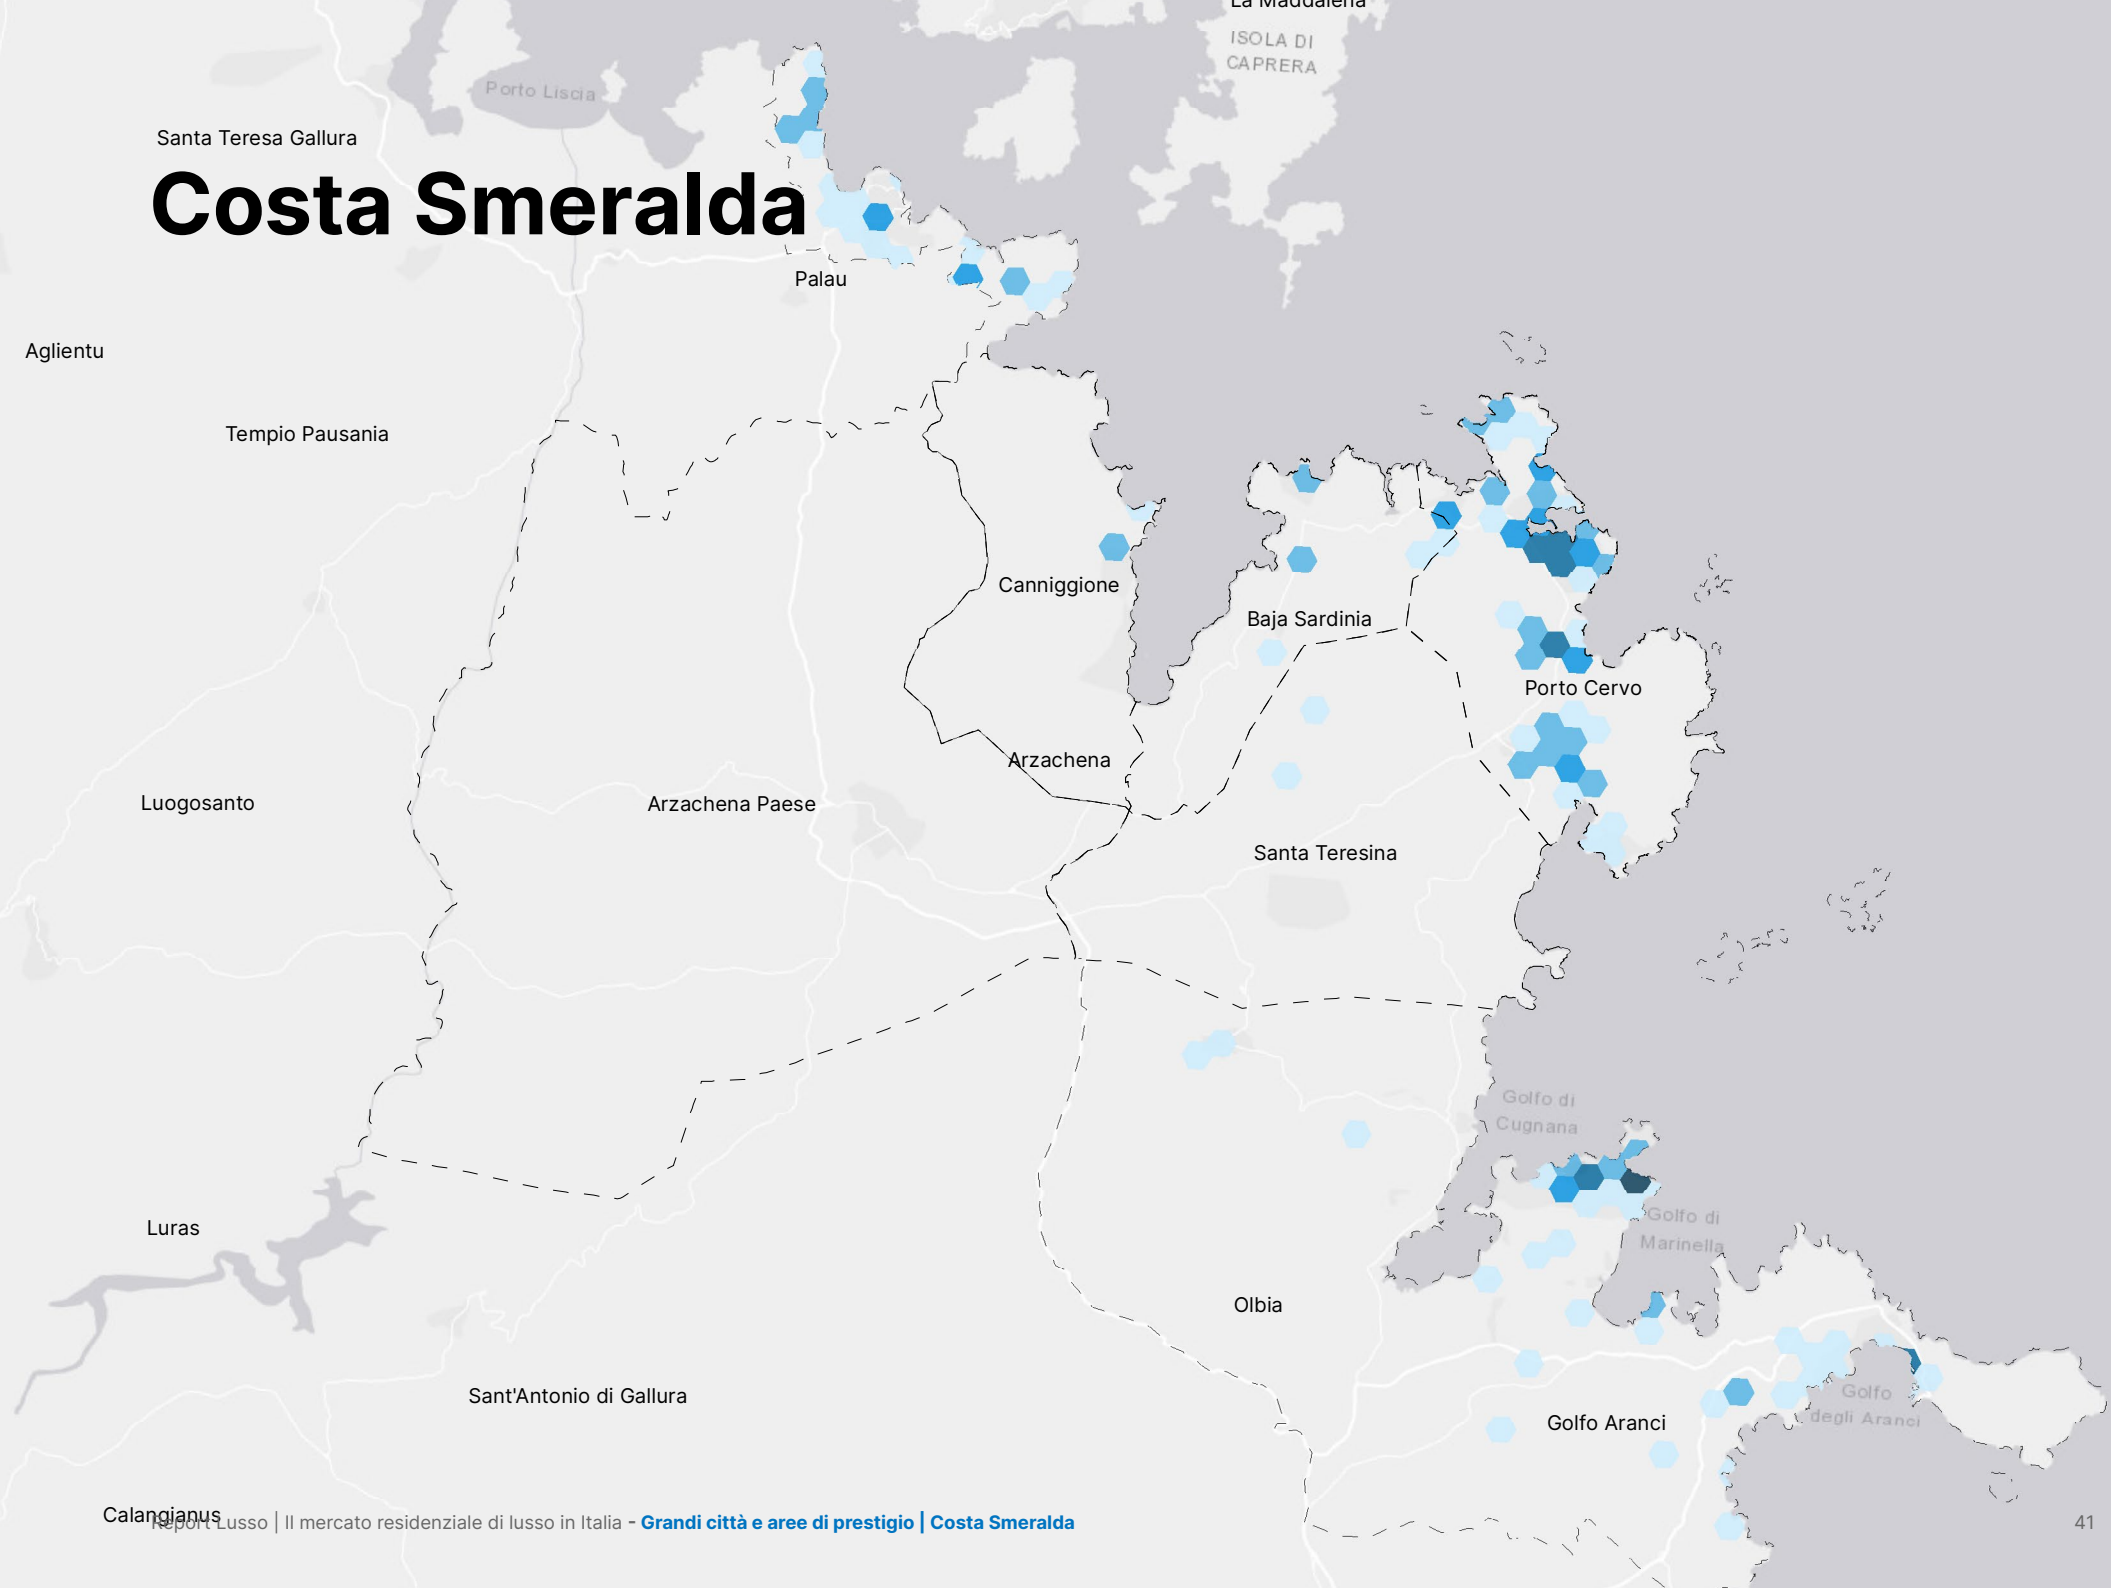 La Maddalena
ISOLA DI
CAPRERA
Porto Liscia
Santa Teresa Gallura
Costa Smeralda
Palau
Aglientu
Tempio Pausania
Canniggione
Baja Sardinia
Porto Cervo
Arzachena
Luogosanto
Arzachena Paese
Santa Teresina
Golfo di
Cugnana
Golfo di
Marinella
Luras
Olbia
Sant'Antonio di Gallura
Golfo
degli Aranci
Golfo Aranci
Calangianus
Report Lusso | Il mercato residenziale di lusso in Italia - Grandi città e aree di prestigio | Costa Smeralda
41